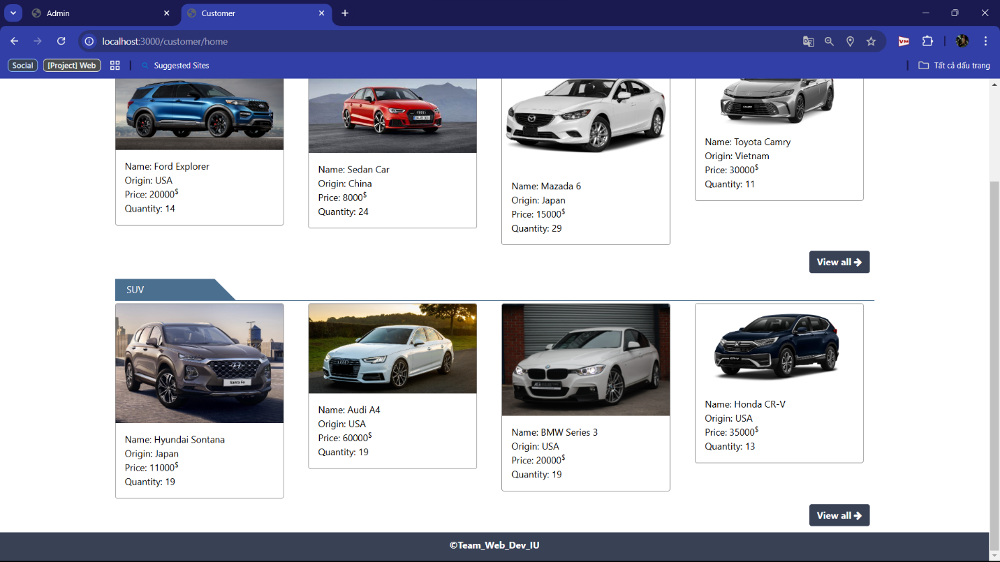 Admin
Customer
localhost:3000/customer/home
Social
[Project] Web
Suggested Sites
Tất cả dấu trang
Name: Ford Explorer
Origin: USA
Price: 20000$
Quantity: 14
Name: Sedan Car
Origin: China
Price: 8000$
Quantity: 24
Name: Mazada 6
Origin: Japan
Price: 15000$
Quantity: 29
CAMRY
Name: Toyota Camry
Origin: Vietnam
Price: 30000$
Quantity: 11
View all
SUV
Santa Fe
Name: Hyundai Sontana
Origin: Japan
Price: 11000$
Quantity: 19
Name: Audi A4
Origin: USA
Price: 60000$
Quantity: 19
Name: BMW Series 3
Origin: USA
Price: 20000$
Quantity: 19
CR-V
Name: Honda CR-V
Origin: USA
Price: 35000$
Quantity: 13
View all
©Team_Web_Dev_IU